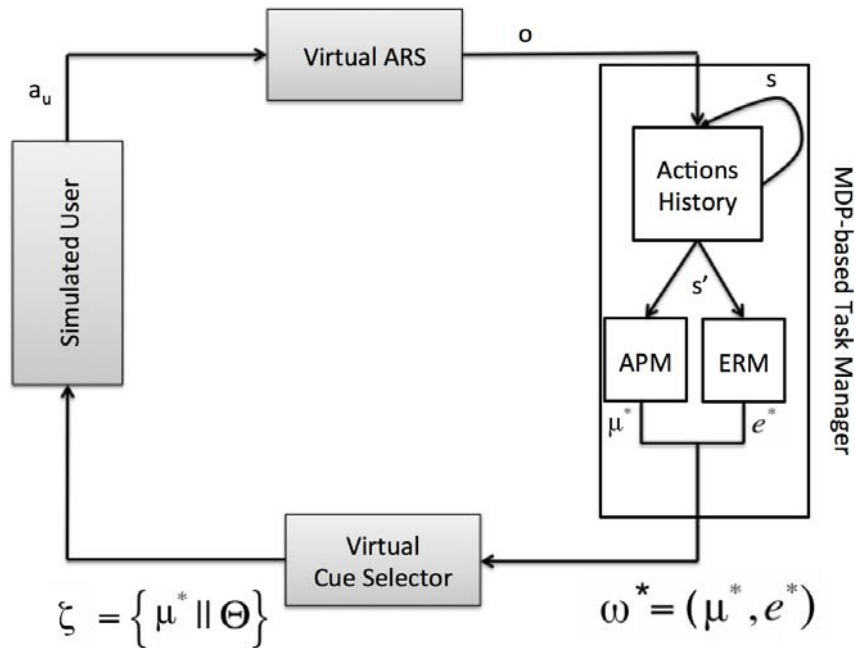 Virtual ARS
o
a_u
s
Actions
History
s’
APM
ERM
μ*
e*
MDP-based Task Manager
Simulated User
Virtual
Cue Selector
ζ = { μ* || Θ}
ω*= (μ*, e*)